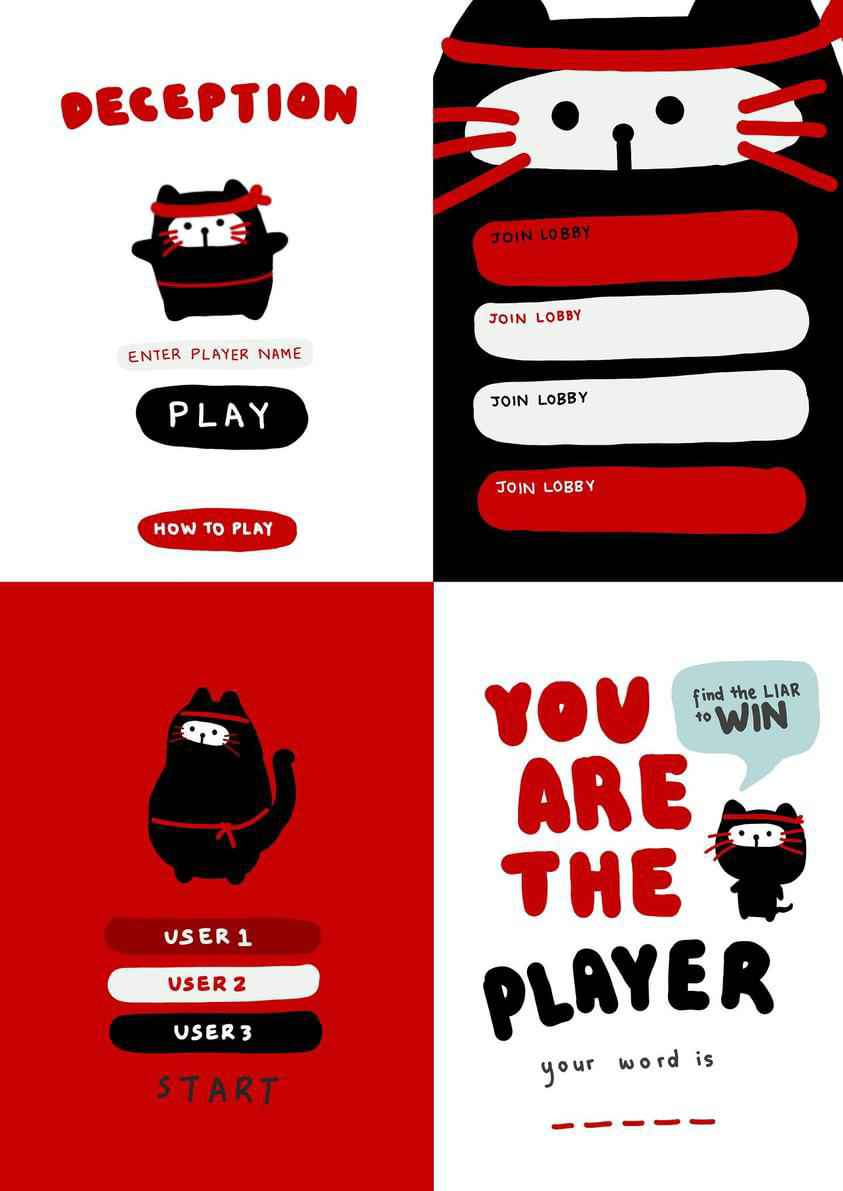 DECEPTION
ENTER PLAYER NAME
PLAY
HOW TO PLAY
JOIN LOBBY
JOIN LOBBY
JOIN LOBBY
JOIN LOBBY
USER 1
USER 2
USER 3
START
YOU
ARE
THE
PLAYER
find the LIAR
to WIN
your word is